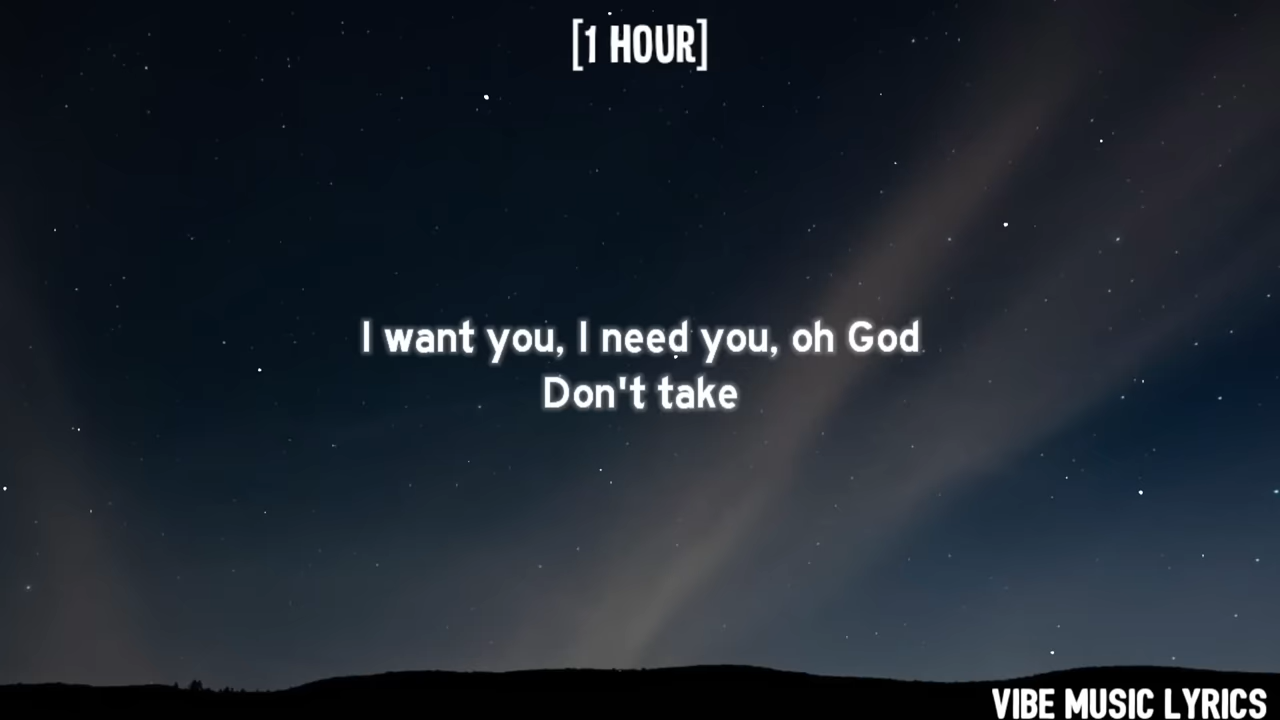 [1 HOUR]
I want you, I need you, oh God
Don't take
VIBE MUSIC LYRICS